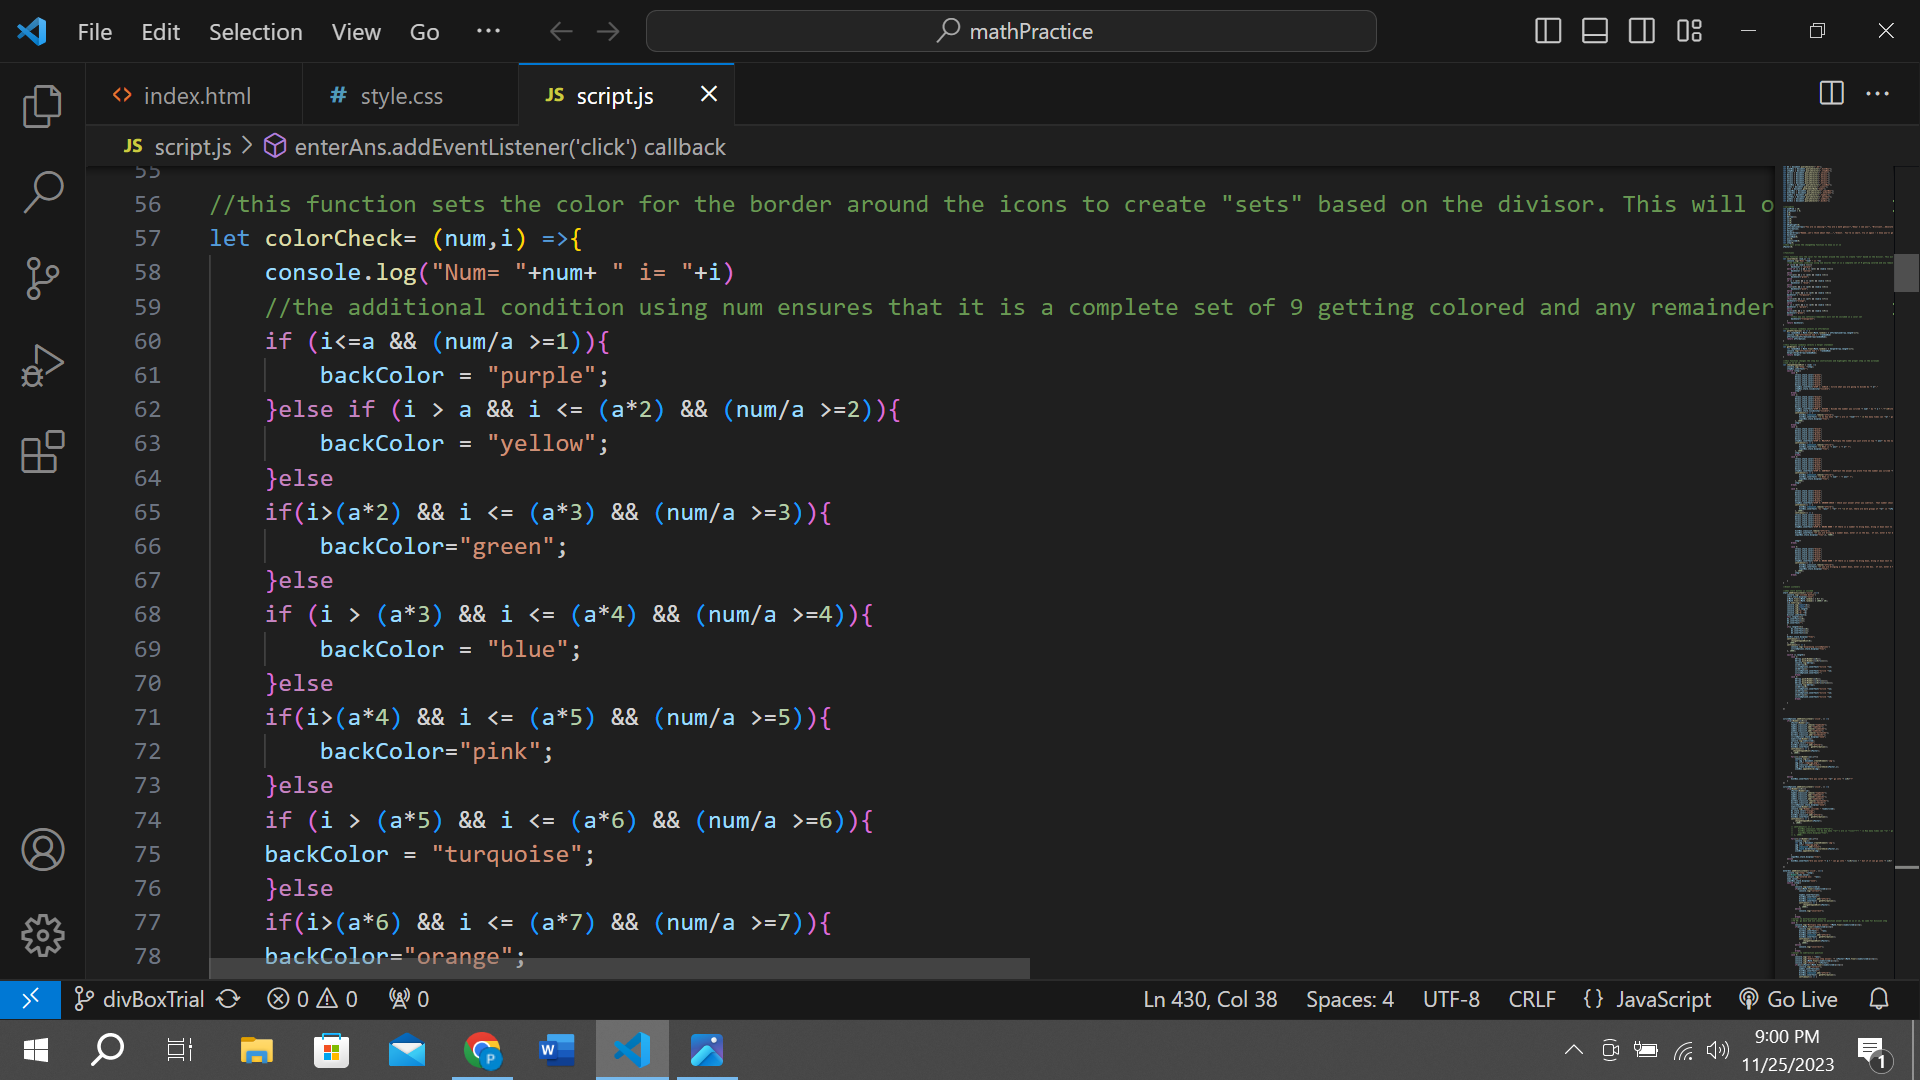 File Edit Selection View Go ··· mathPractice
index.html style.css JS script.js
JS script.js > enterAns.addEventListener('click') callback
55
56 //this function sets the color for the border around the icons to create "sets" based on the divisor. This will o
57 let colorCheck= (num,i) =>{
58 console.log("Num= "+num+ " i= "+i)
59 //the additional condition using num ensures that it is a complete set of 9 getting colored and any remainder
60 if (i<=a && (num/a >=1)){
61 backColor = "purple";
62 }else if (i > a && i <= (a*2) && (num/a >=2)){
63 backColor = "yellow";
64 }else
65 if(i>(a*2) && i <= (a*3) && (num/a >=3)){
66 backColor="green";
67 }else
68 if (i > (a*3) && i <= (a*4) && (num/a >=4)){
69 backColor = "blue";
70 }else
71 if(i>(a*4) && i <= (a*5) && (num/a >=5)){
72 backColor="pink";
73 }else
74 if (i > (a*5) && i <= (a*6) && (num/a >=6)){
75 backColor = "turquoise";
76 }else
77 if(i>(a*6) && i <= (a*7) && (num/a >=7)){
78 backColor="orange";
divBoxTrial 0 0 0 Ln 430, Col 38 Spaces: 4 UTF-8 CRLF {} JavaScript Go Live
P W 9:00 PM
11/25/2023 1